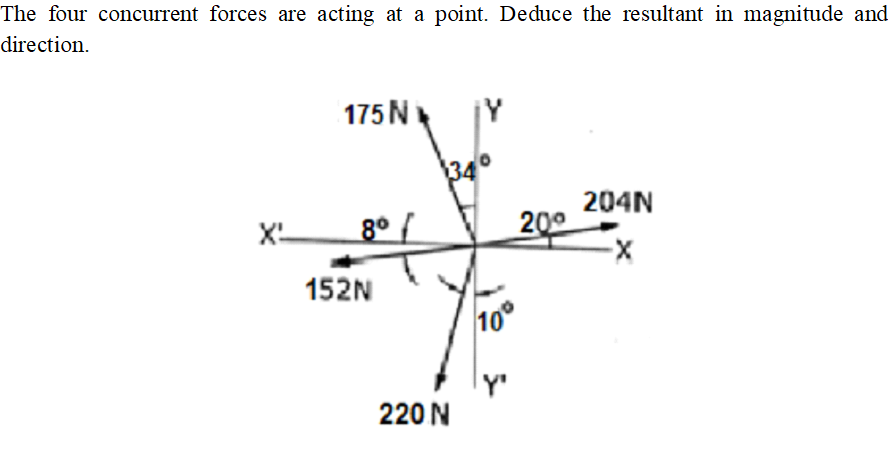 The four concurrent forces are acting at a point. Deduce the resultant in magnitude and
direction.
175 N
Y
34°
204N
20°
X'
8°
X
152N
10°
Y'
220 N